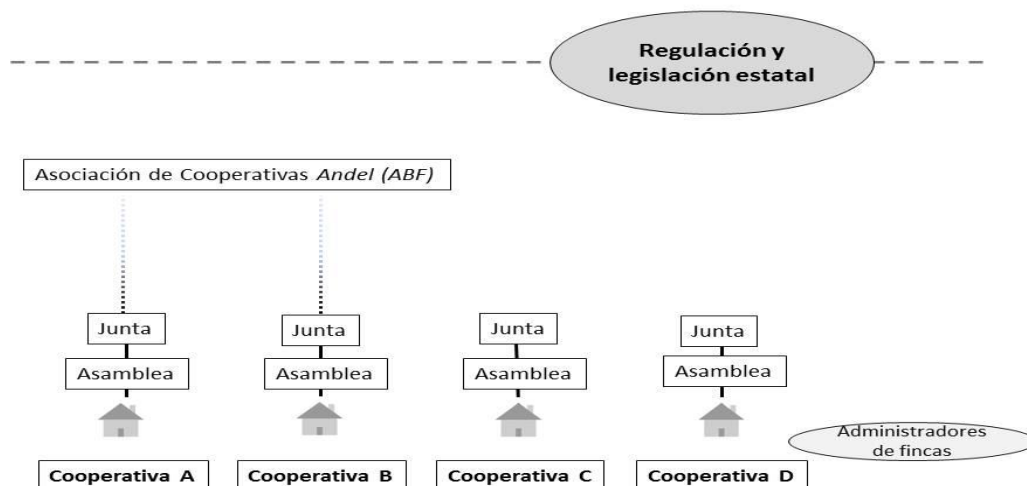 Regulación y
legislación estatal
Asociación de Cooperativas Andel (ABF)
Junta
Junta
Junta
Junta
Asamblea
Asamblea
Asamblea
Asamblea
Administradores
de fincas
Cooperativa A
Cooperativa B
Cooperativa C
Cooperativa D